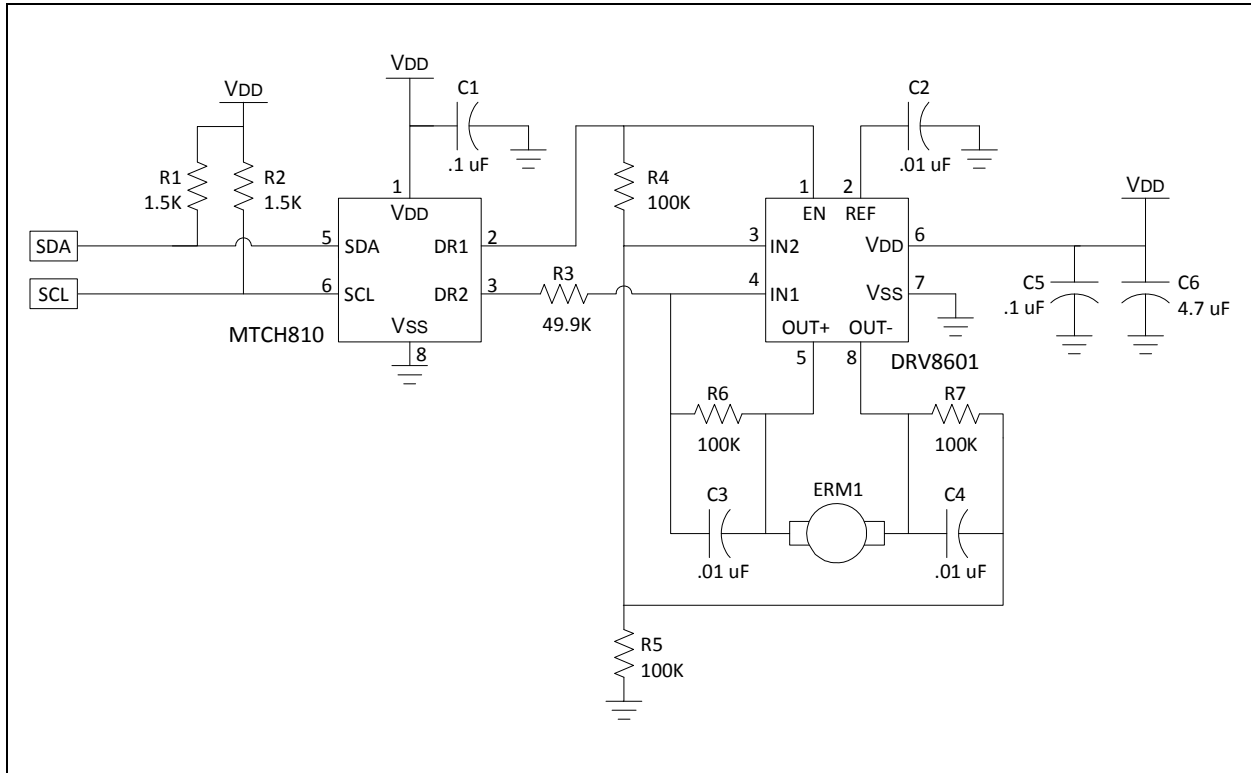 VDD
C1
.1 uF
C2
.01 uF
VDD
R1
1.5K
R2
1.5K
R4
100K
1
VDD
1
EN
2
REF
VDD
SDA
5
SDA
DR1
2
3
IN2
VDD
6
SCL
6
SCL
DR2
3
R3
49.9K
4
IN1
VSS
7
C5
.1 uF
C6
4.7 uF
MTCH810
VSS
8
OUT+
5
OUT-
8
DRV8601
R6
100K
R7
100K
C3
.01 uF
ERM1
C4
.01 uF
R5
100K